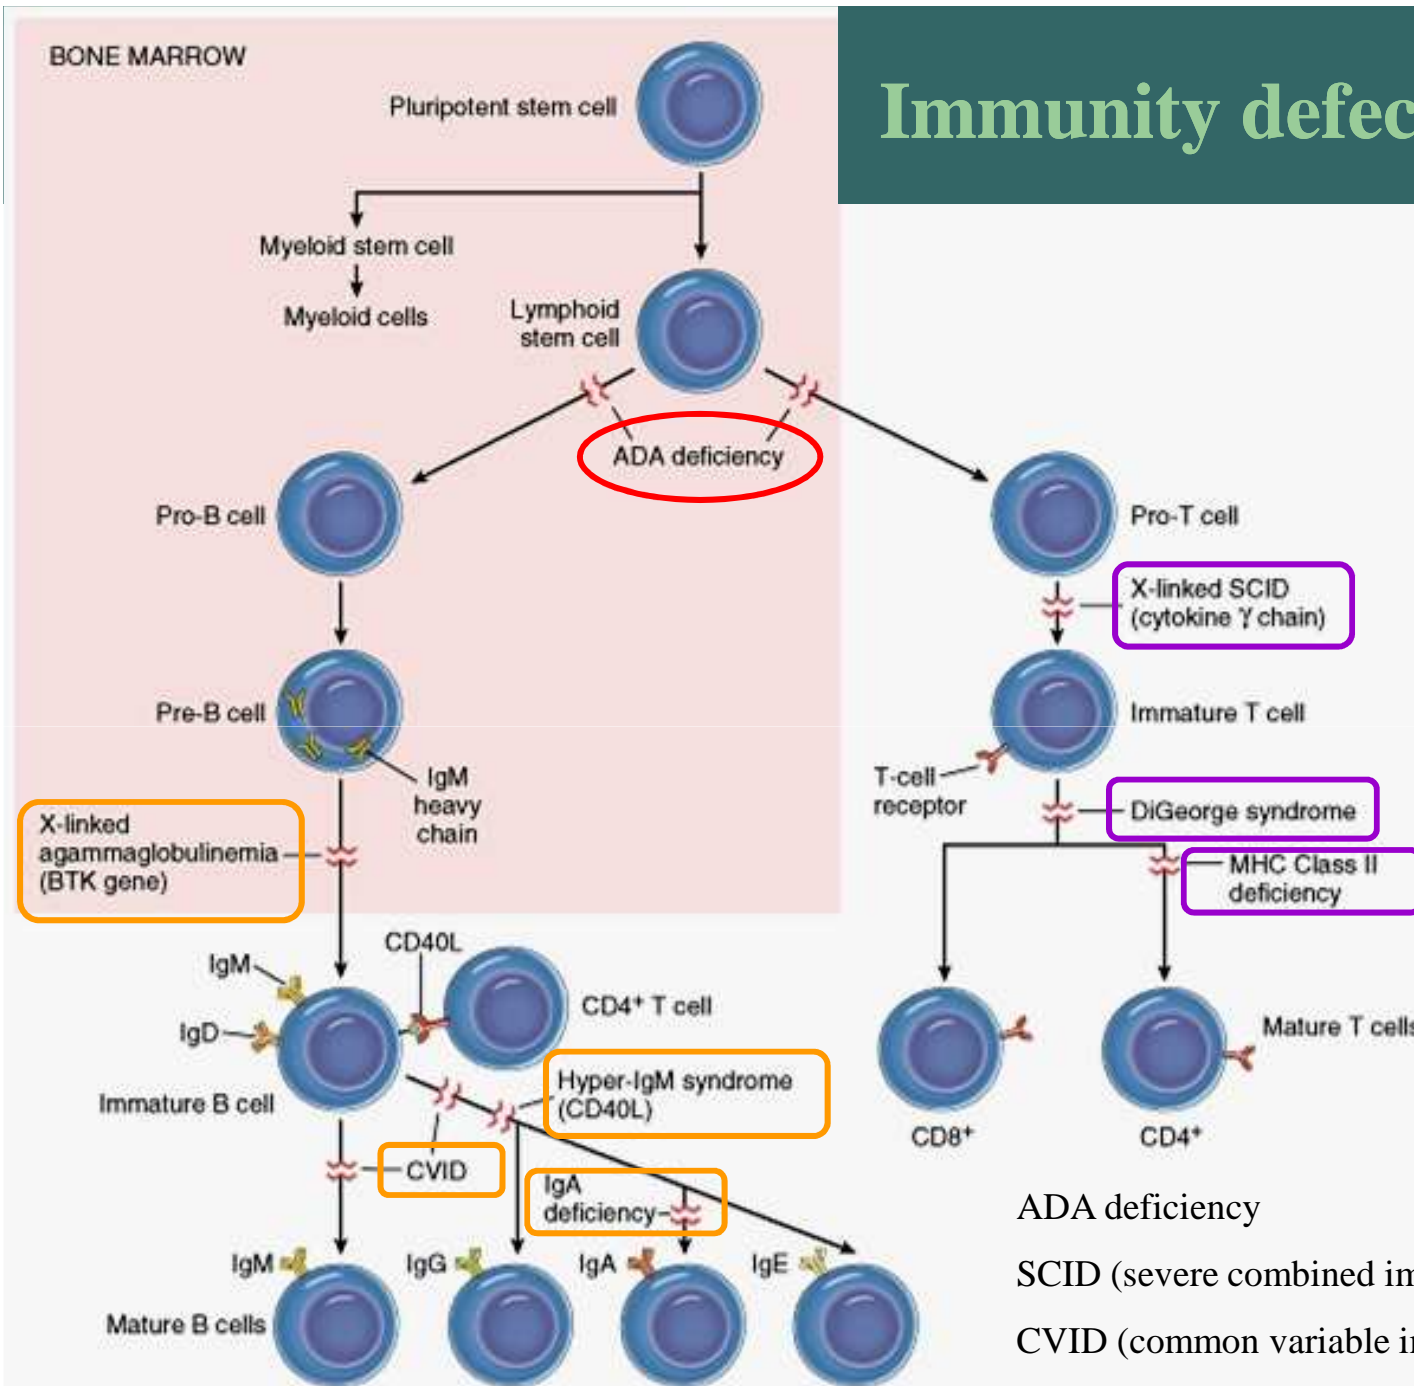 BONE MARROW
Immunity defec
Pluripotent stem cell
Myeloid stem cell
Myeloid cells
Lymphoid
stem cell
ADA deficiency
Pro-B cell
Pro-T cell
X-linked SCID
(cytokine γ chain)
Pre-B cell
Immature T cell
IgM
heavy
chain
T-cell
receptor
X-linked
agammaglobulinemia
(BTK gene)
DiGeorge syndrome
MHC Class II
deficiency
CD40L
IgM
IgD
CD4⁺ T cell
Immature B cell
Hyper-IgM syndrome
(CD40L)
Mature T cells
CD8⁺
CD4⁺
CVID
IgA
deficiency
IgM
IgG
IgA
IgE
Mature B cells
ADA deficiency
SCID (severe combined im
CVID (common variable i